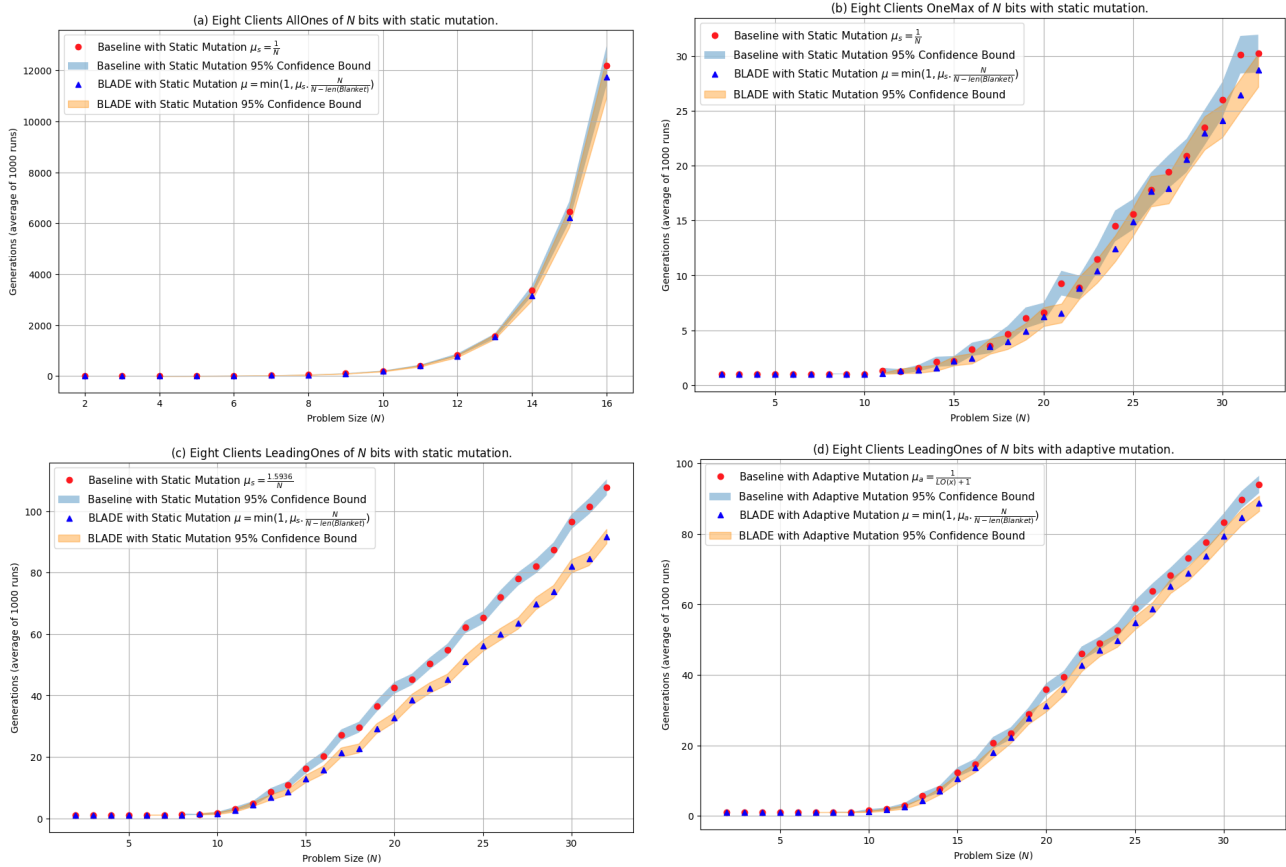 (a) Eight Clients AllOnes of N bits with static mutation.
Baseline with Static Mutation μₛ = 1/N
Baseline with Static Mutation 95% Confidence Bound
BLADE with Static Mutation μ = min(1, μₛ. N/(N−len(Blanket)))
BLADE with Static Mutation 95% Confidence Bound
Generations (average of 1000 runs)
12000
10000
8000
6000
4000
2000
0
2 4 6 8 10 12 14 16
Problem Size (N)
(b) Eight Clients OneMax of N bits with static mutation.
Baseline with Static Mutation μₛ = 1/N
Baseline with Static Mutation 95% Confidence Bound
BLADE with Static Mutation μ = min(1, μₛ. N/(N−len(Blanket)))
BLADE with Static Mutation 95% Confidence Bound
Generations (average of 1000 runs)
30
25
20
15
10
5
0
5 10 15 20 25 30
Problem Size (N)
(c) Eight Clients LeadingOnes of N bits with static mutation.
Baseline with Static Mutation μₛ = 1.5936/N
Baseline with Static Mutation 95% Confidence Bound
BLADE with Static Mutation μ = min(1, μₛ. N/(N−len(Blanket)))
BLADE with Static Mutation 95% Confidence Bound
Generations (average of 1000 runs)
100
80
60
40
20
0
5 10 15 20 25 30
Problem Size (N)
(d) Eight Clients LeadingOnes of N bits with adaptive mutation.
Baseline with Adaptive Mutation μₐ = 1/(LO(x)+1)
Baseline with Adaptive Mutation 95% Confidence Bound
BLADE with Adaptive Mutation μ = min(1, μₐ. N/(N−len(Blanket)))
BLADE with Adaptive Mutation 95% Confidence Bound
Generations (average of 1000 runs)
100
80
60
40
20
0
5 10 15 20 25 30
Problem Size (N)